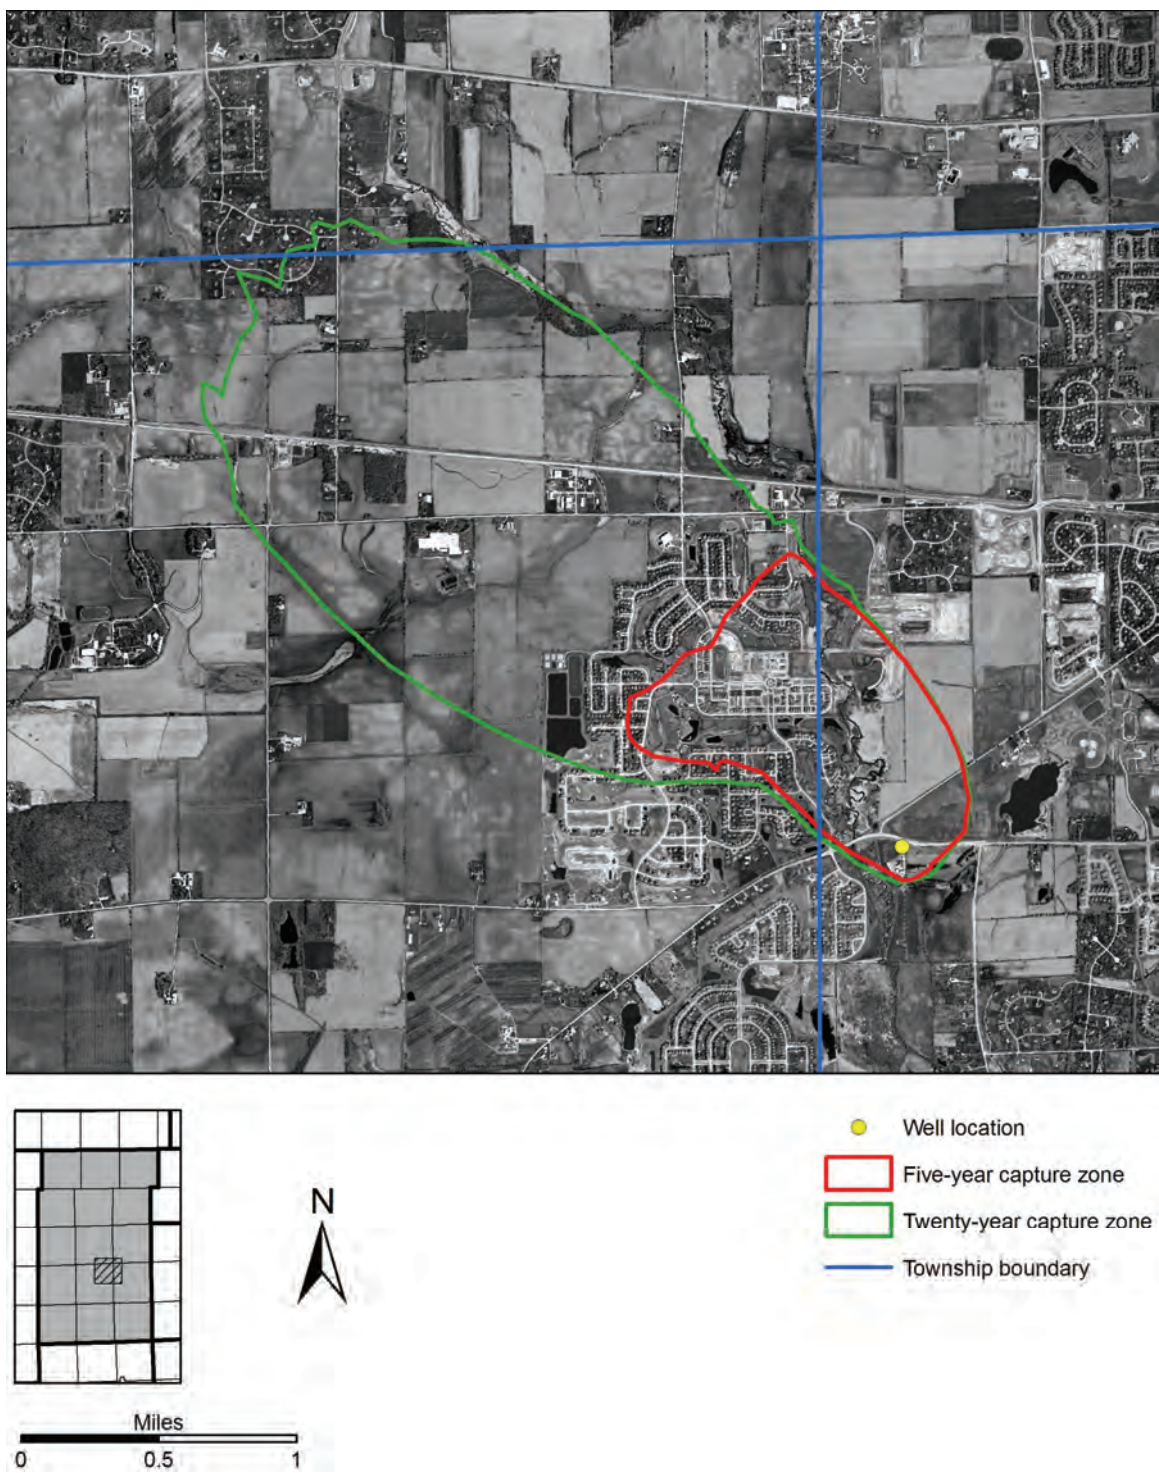 Well location
Five-year capture zone
Twenty-year capture zone
Township boundary
N
Miles
0 0.5 1